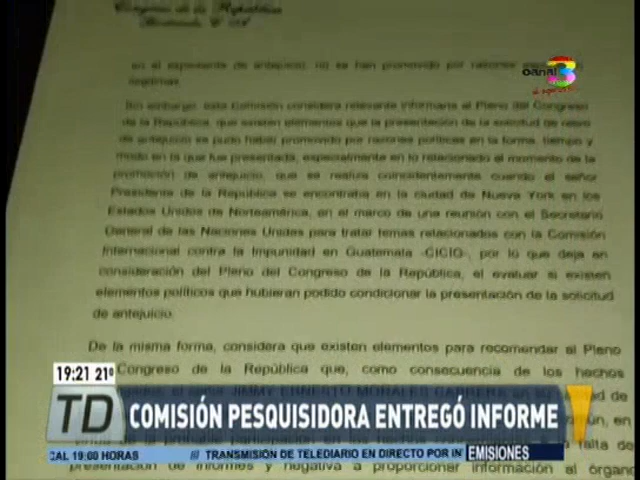 Congreso de la República
Guatemala, C. A.
en el expediente de antejuicio, no se han promovido por razones
canal 3
legítimas.
Sin embargo, esta Comisión considera relevante informarle al Pleno del Congreso
de la República, que existen elementos que la presentación de la solicitud de retiro
de antejuicio se pudo haber promovido por razones políticas en la forma, tiempo y
modo en la que fue presentada, especialmente en lo relacionado al momento de la
promoción de antejuicio, que se realiza coincidentemente cuando el señor
Presidente de la República se encontraba en la ciudad de Nueva York en los
Estados Unidos de Norteamérica, en el marco de una reunión con el Secretario
General de las Naciones Unidas para tratar temas relacionados con la Comisión
Internacional contra la Impunidad en Guatemala -CICIG-, por lo que deja en
consideración del Pleno del Congreso de la República, el evaluar si existen
elementos políticos que hubieran podido condicionar la presentación de la solicitud
de antejuicio.
De la misma forma, considera que existen elementos para recomendar al Pleno
Congreso de la República que, como consecuencia de los hechos
JIMMY ERNESTO MORALES CABRERA
19:21 21º
TD COMISIÓN PESQUISIDORA ENTREGÓ INFORME !
falta de
CAL 19:00 HORAS /// TRANSMISIÓN DE TELEDIARIO EN DIRECTO POR IN EMISIONES
presentación de informes y negativa a proporcionar información al órgano